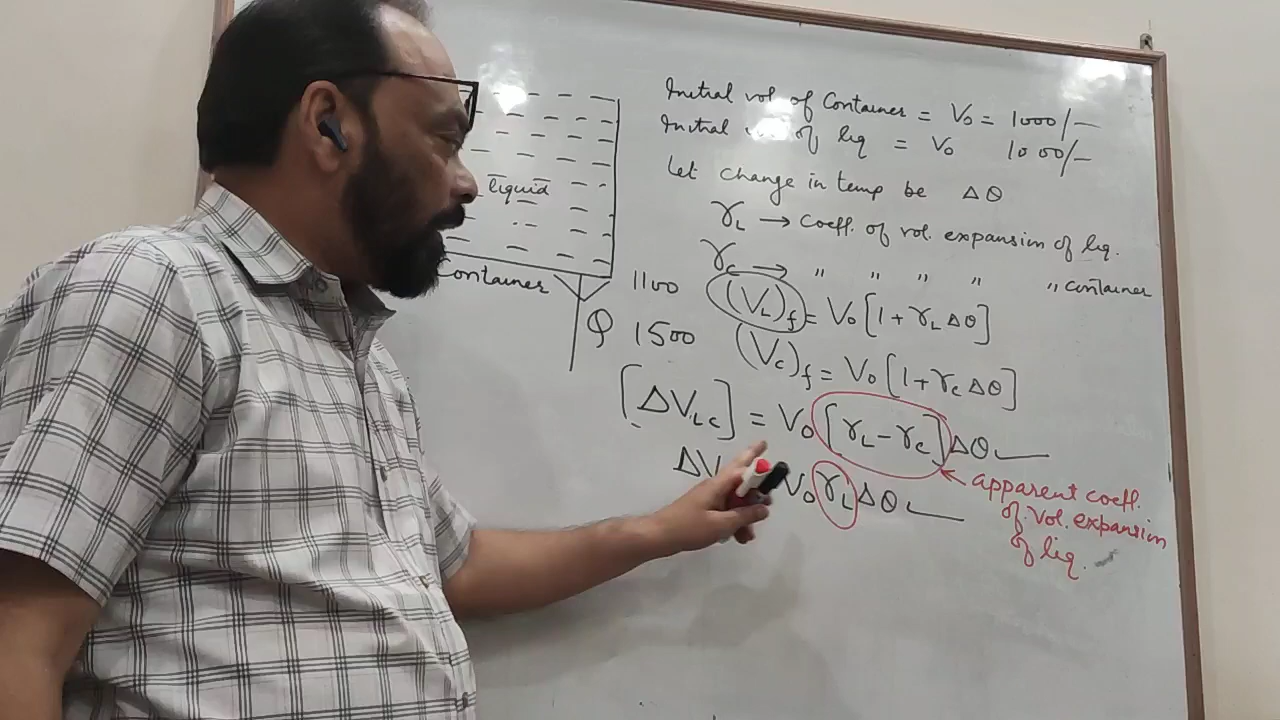 Initial vol of Container = V₀ = 1000/-
Initial of liq = V₀ 1000/-
Let change in temp be Δθ
γL → Coeff. of vol. expansion of liq.
γc → " " " " " container
(VL)f = V₀[1 + γL Δθ]
(Vc)f = V₀[1 + γc Δθ]
[ΔVLC] = V₀[γL - γc]Δθ
ΔV V₀ γL Δθ
apparent coeff.
of vol. expansion
of liq.
liquid
Container
1100
Q 1500